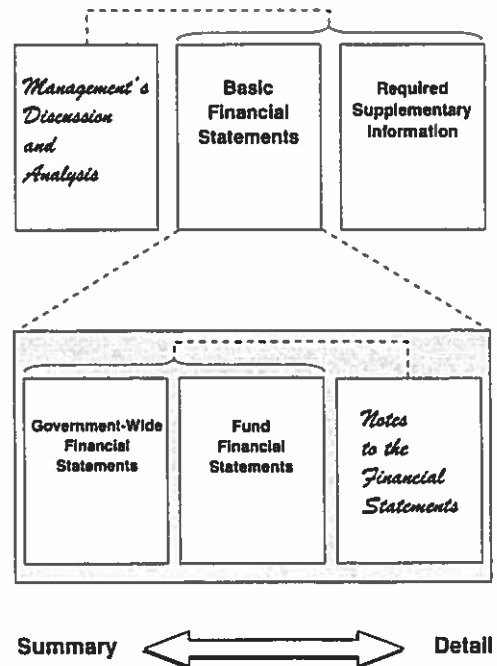 Management's
Discussion
and
Analysis
Basic
Financial
Statements
Required
Supplementary
Information
Government-Wide
Financial
Statements
Fund
Financial
Statements
Notes
to the
Financial
Statements
Summary
Detail